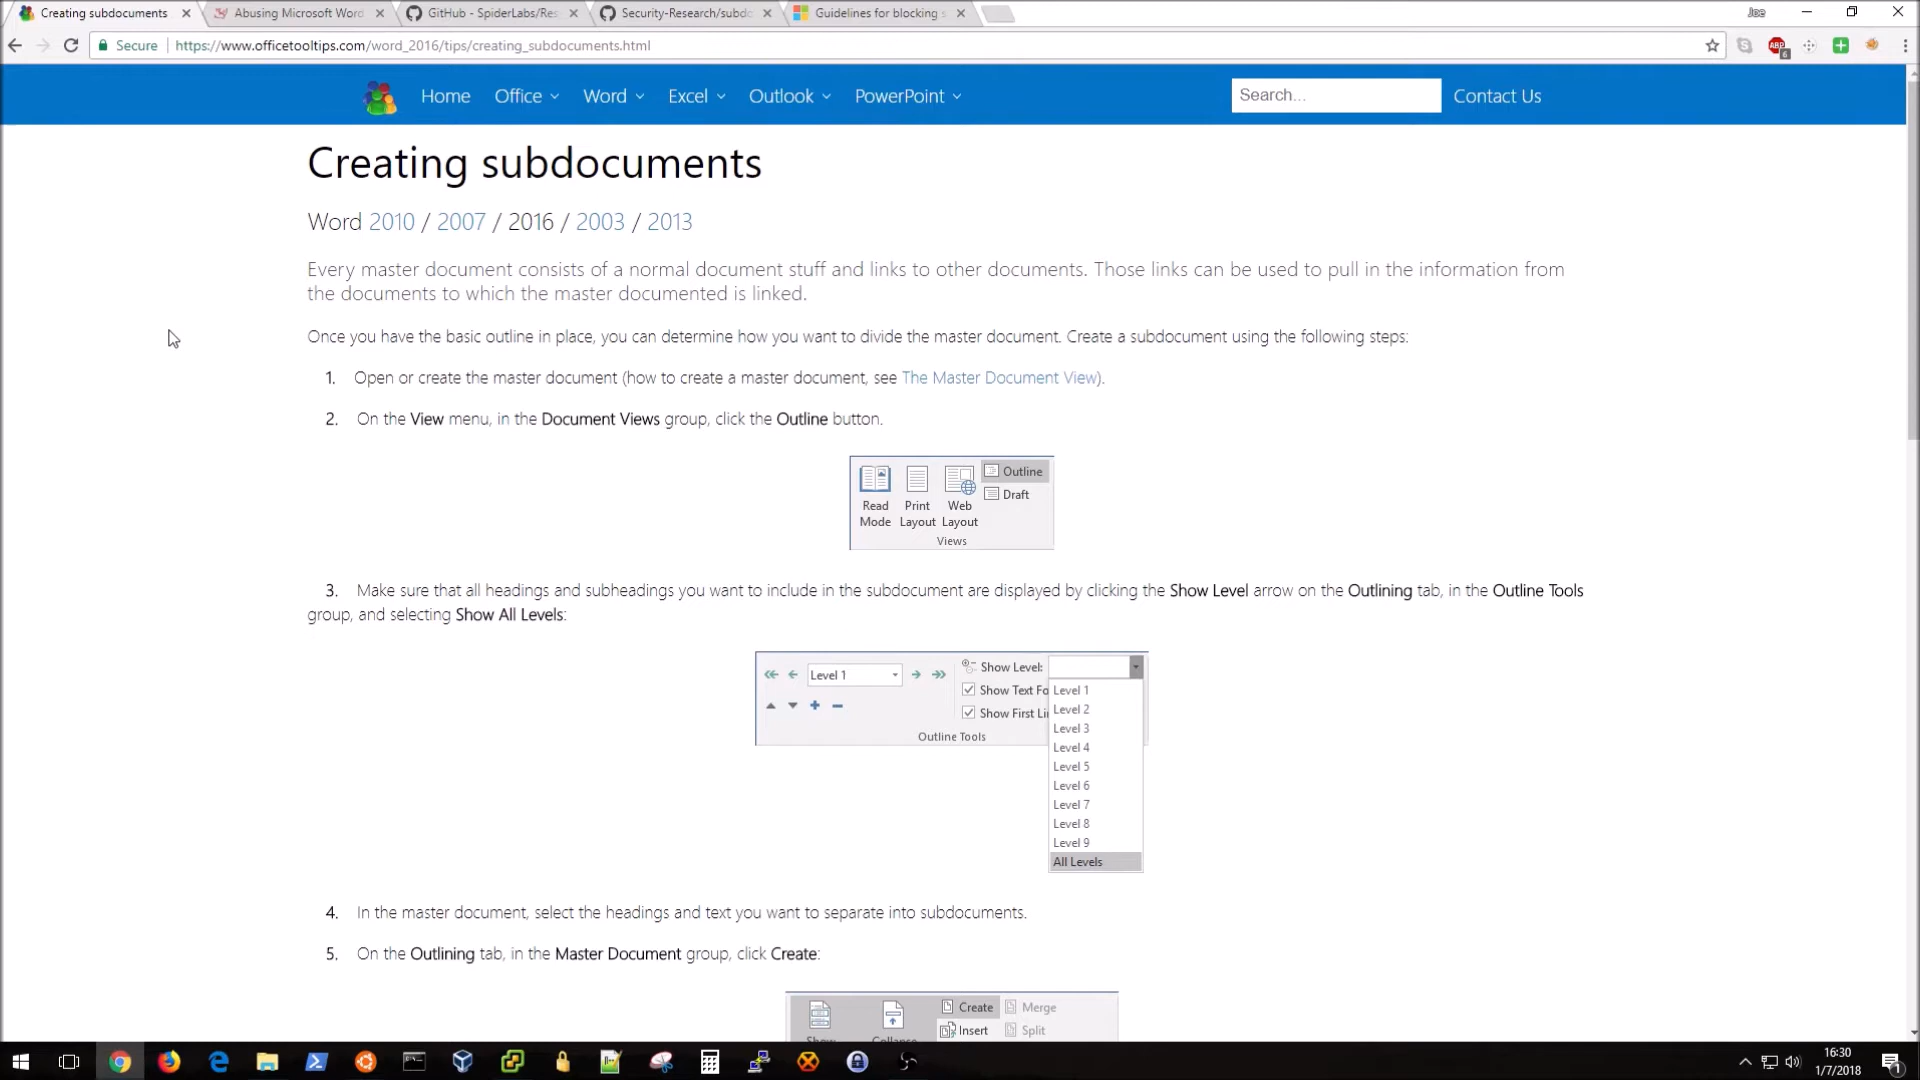 Creating subdocuments
Abusing Microsoft Word
GitHub - SpiderLabs/Res
Security-Research/subdo
Guidelines for blocking s
Joe
Secure https://www.officetooltips.com/word_2016/tips/creating_subdocuments.html
ABP
6
Home Office Word Excel Outlook PowerPoint Search... Contact Us
Creating subdocuments
Word 2010 / 2007 / 2016 / 2003 / 2013
Every master document consists of a normal document stuff and links to other documents. Those links can be used to pull in the information from
the documents to which the master documented is linked.
Once you have the basic outline in place, you can determine how you want to divide the master document. Create a subdocument using the following steps:
1. Open or create the master document (how to create a master document, see The Master Document View).
2. On the View menu, in the Document Views group, click the Outline button.
Outline
Draft
Read Print Web
Mode Layout Layout
Views
3. Make sure that all headings and subheadings you want to include in the subdocument are displayed by clicking the Show Level arrow on the Outlining tab, in the Outline Tools
group, and selecting Show All Levels:
Level 1
Show Level:
Show Text Fo
Show First Li
Outline Tools
Level 1
Level 2
Level 3
Level 4
Level 5
Level 6
Level 7
Level 8
Level 9
All Levels
4. In the master document, select the headings and text you want to separate into subdocuments.
5. On the Outlining tab, in the Master Document group, click Create:
Create Merge
Insert Split
Show Collapse
16:30
1/7/2018
1